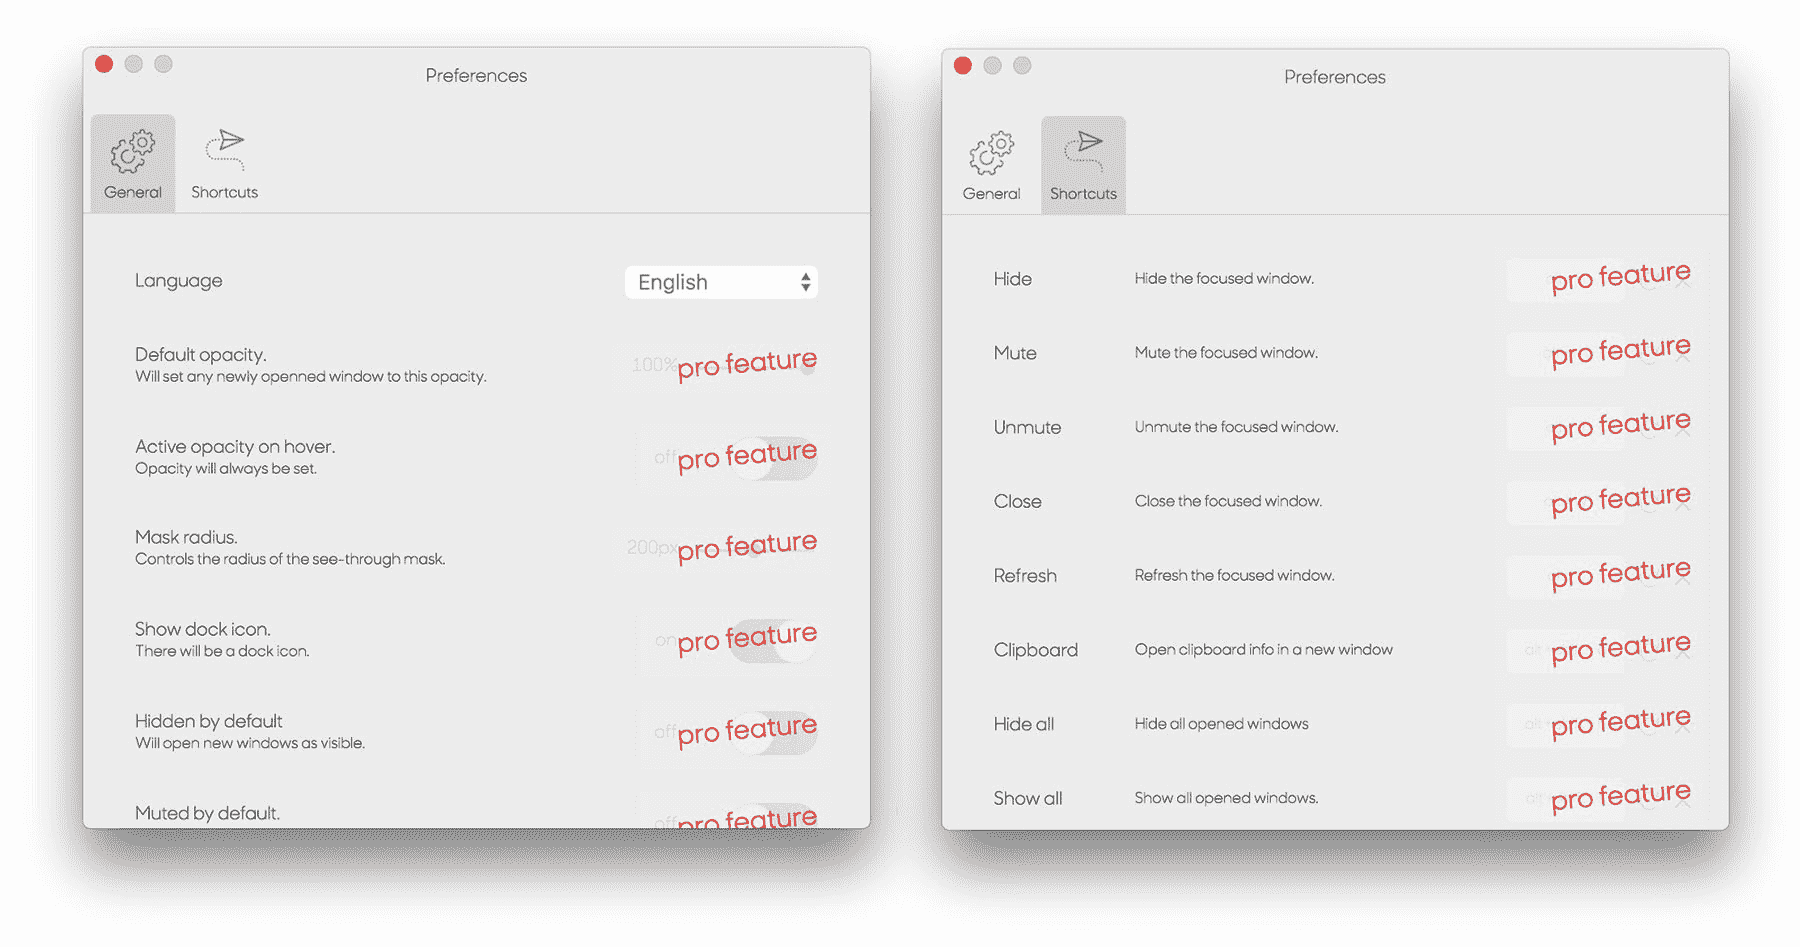 Preferences
General
Shortcuts
Language
English
Default opacity.
Will set any newly openned window to this opacity.
100%
pro feature
Active opacity on hover.
Opacity will always be set.
off
pro feature
Mask radius.
Controls the radius of the see-through mask.
200px
pro feature
Show dock icon.
There will be a dock icon.
on
pro feature
Hidden by default
Will open new windows as visible.
off
pro feature
Muted by default.
off
pro feature
Preferences
General
Shortcuts
Hide
Hide the focused window.
pro feature
Mute
Mute the focused window.
pro feature
Unmute
Unmute the focused window.
pro feature
Close
Close the focused window.
pro feature
Refresh
Refresh the focused window.
pro feature
Clipboard
Open clipboard info in a new window
pro feature
Hide all
Hide all opened windows
pro feature
Show all
Show all opened windows.
pro feature